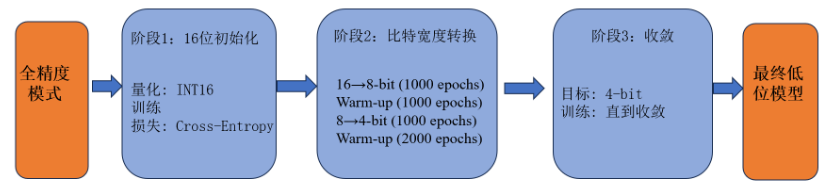 全精度
模式
阶段1: 16位初始化
量化: INT16
训练
损失: Cross-Entropy
阶段2: 比特宽度转换
16→8-bit (1000 epochs)
Warm-up (1000 epochs)
8→4-bit (1000 epochs)
Warm-up (2000 epochs)
阶段3: 收敛
目标: 4-bit
训练: 直到收敛
最终低
位模型